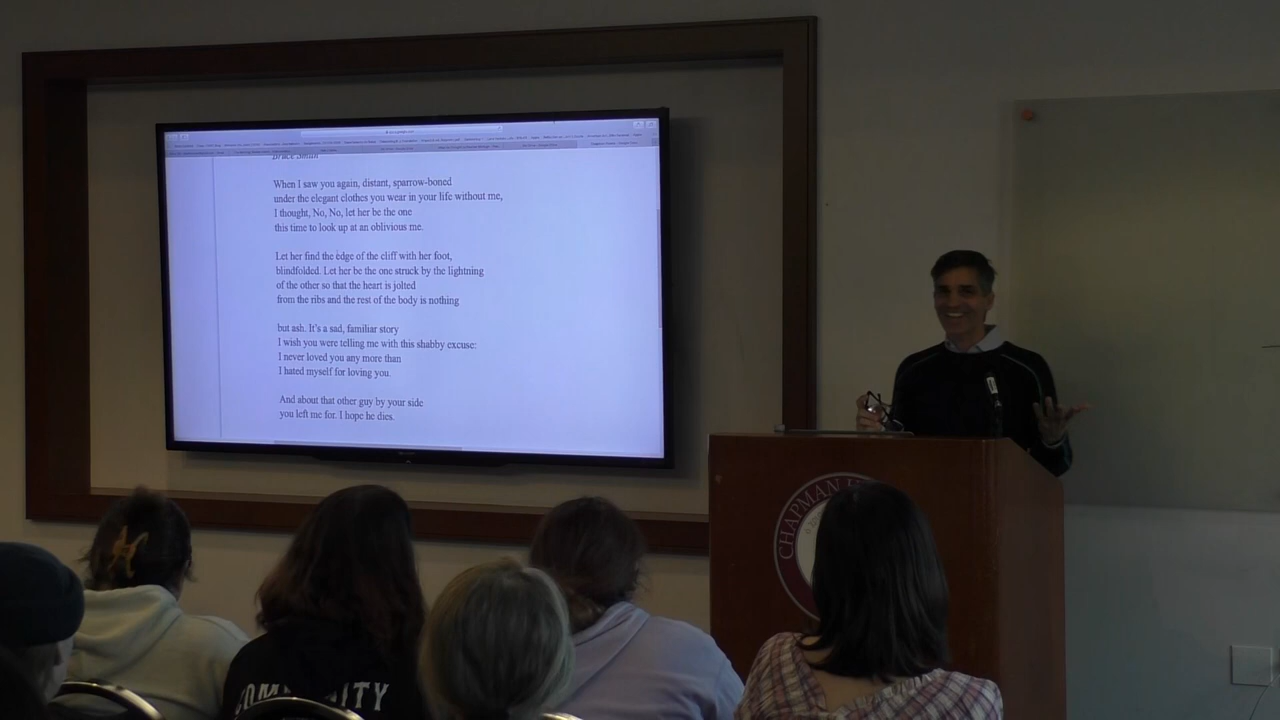 Bruce Smith
When I saw you again, distant, sparrow-boned
under the elegant clothes you wear in your life without me,
I thought, No, No, let her be the one
this time to look up at an oblivious me.
Let her find the edge of the cliff with her foot,
blindfolded. Let her be the one struck by the lightning
of the other so that the heart is jolted
from the ribs and the rest of the body is nothing
but ash. It's a sad, familiar story
I wish you were telling me with this shabby excuse:
I never loved you any more than
I hated myself for loving you.
And about that other guy by your side
you left me for. I hope he dies.
CHAPMAN